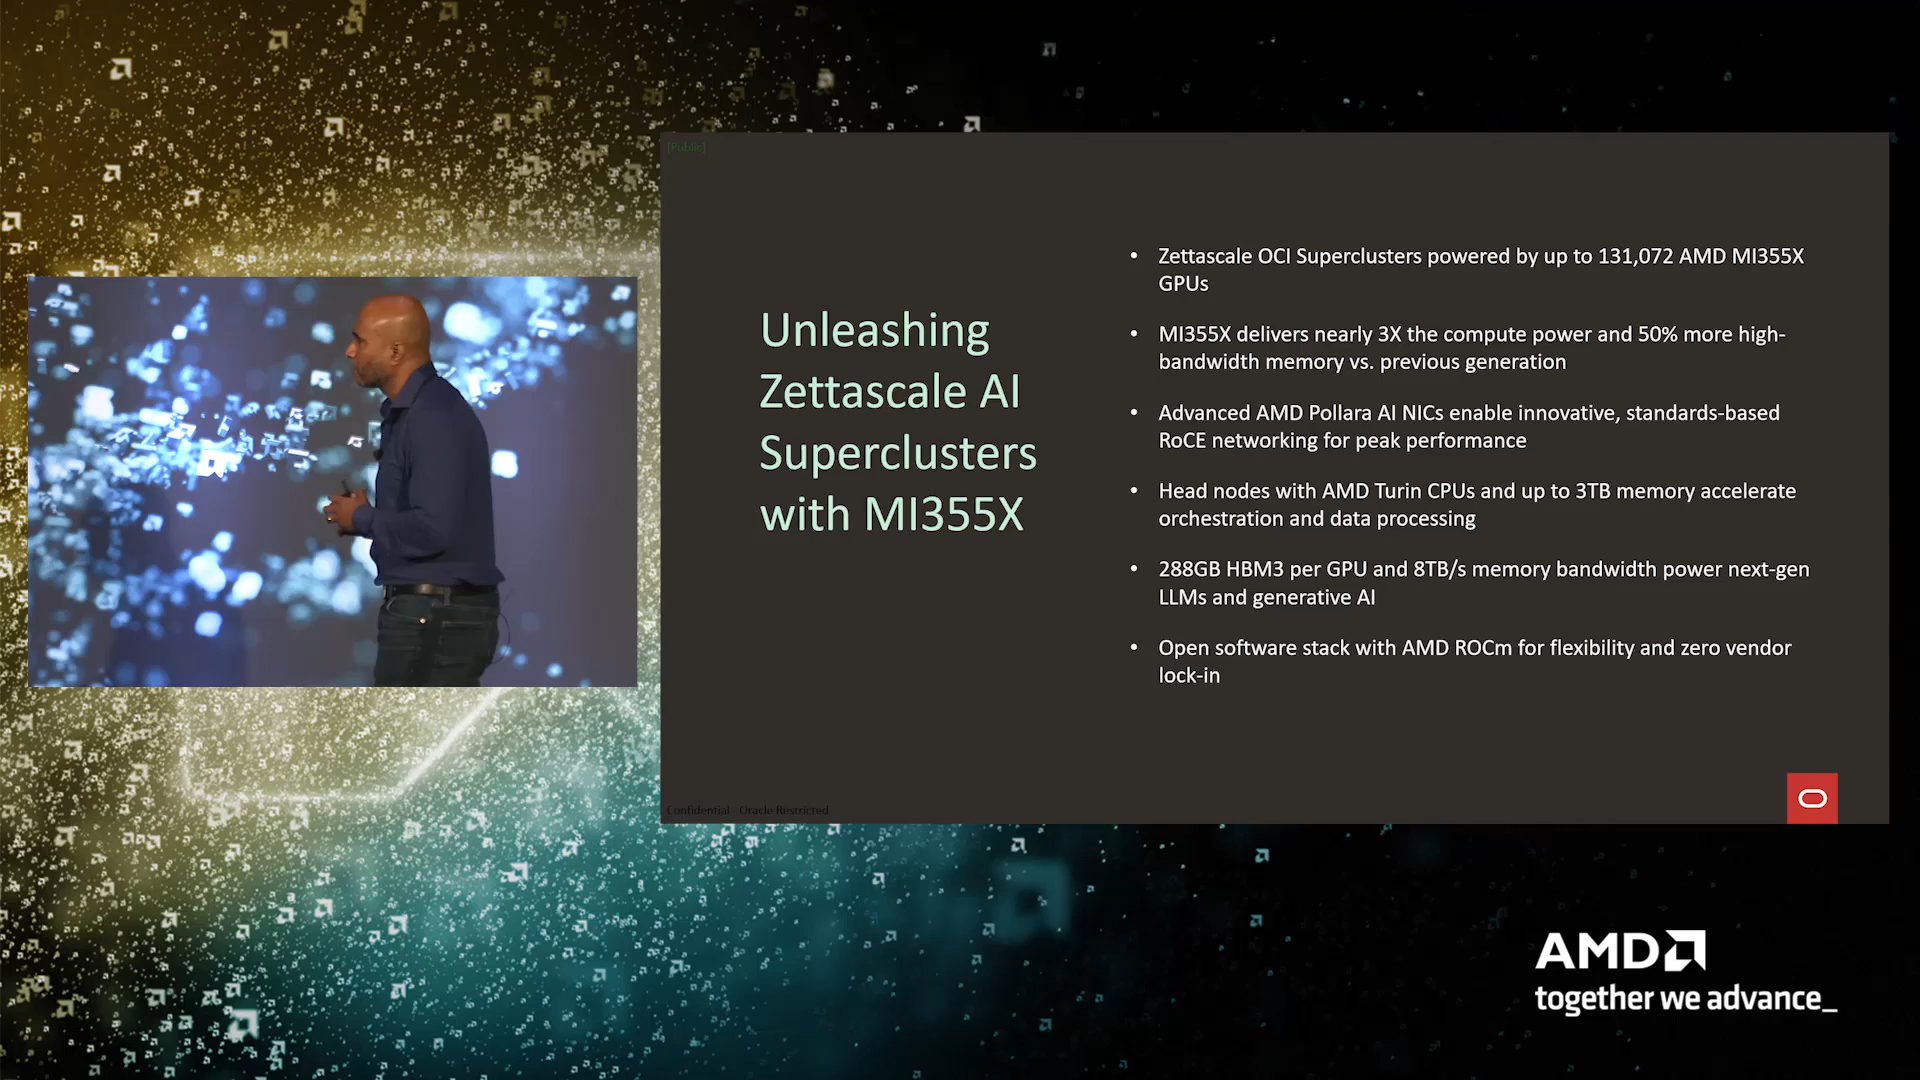 [Public]
Unleashing
Zettascale AI
Superclusters
with MI355X
• Zettascale OCI Superclusters powered by up to 131,072 AMD MI355X
GPUs
• MI355X delivers nearly 3X the compute power and 50% more high-
bandwidth memory vs. previous generation
• Advanced AMD Pollara AI NICs enable innovative, standards-based
RoCE networking for peak performance
• Head nodes with AMD Turin CPUs and up to 3TB memory accelerate
orchestration and data processing
• 288GB HBM3 per GPU and 8TB/s memory bandwidth power next-gen
LLMs and generative AI
• Open software stack with AMD ROCm for flexibility and zero vendor
lock-in
Confidential - Oracle Restricted
AMD
together we advance_